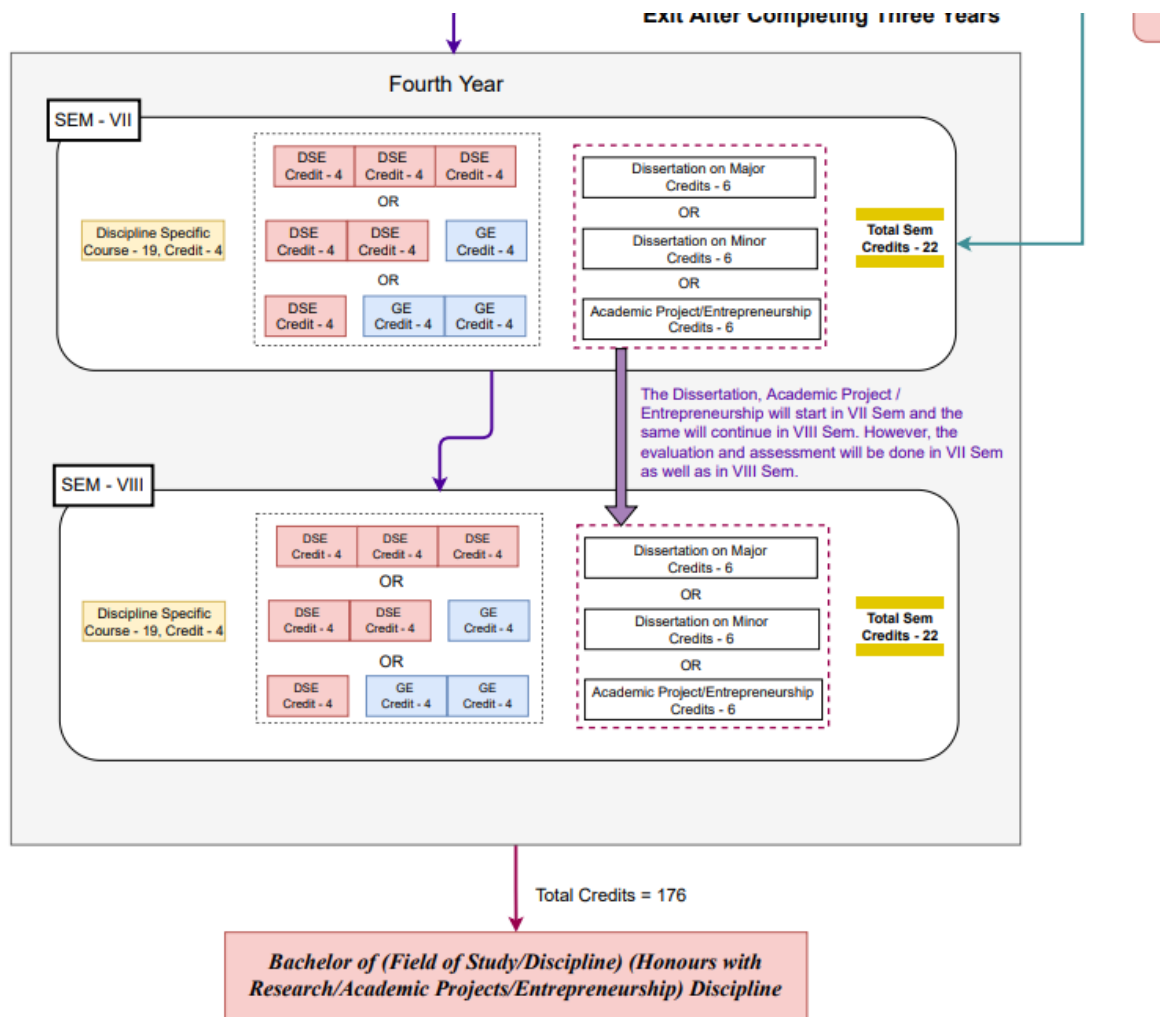 Exit After Completing Three Years
Fourth Year
SEM - VII
DSE
Credit - 4
DSE
Credit - 4
DSE
Credit - 4
OR
DSE
Credit - 4
DSE
Credit - 4
GE
Credit - 4
OR
DSE
Credit - 4
GE
Credit - 4
GE
Credit - 4
Discipline Specific
Course - 19, Credit - 4
Dissertation on Major
Credits - 6
OR
Dissertation on Minor
Credits - 6
OR
Academic Project/Entrepreneurship
Credits - 6
Total Sem
Credits - 22
The Dissertation, Academic Project /
Entrepreneurship will start in VII Sem and the
same will continue in VIII Sem. However, the
evaluation and assessment will be done in VII Sem
as well as in VIII Sem.
SEM - VIII
DSE
Credit - 4
DSE
Credit - 4
DSE
Credit - 4
OR
DSE
Credit - 4
DSE
Credit - 4
GE
Credit - 4
OR
DSE
Credit - 4
GE
Credit - 4
GE
Credit - 4
Discipline Specific
Course - 19, Credit - 4
Dissertation on Major
Credits - 6
OR
Dissertation on Minor
Credits - 6
OR
Academic Project/Entrepreneurship
Credits - 6
Total Sem
Credits - 22
Total Credits = 176
Bachelor of (Field of Study/Discipline) (Honours with
Research/Academic Projects/Entrepreneurship) Discipline